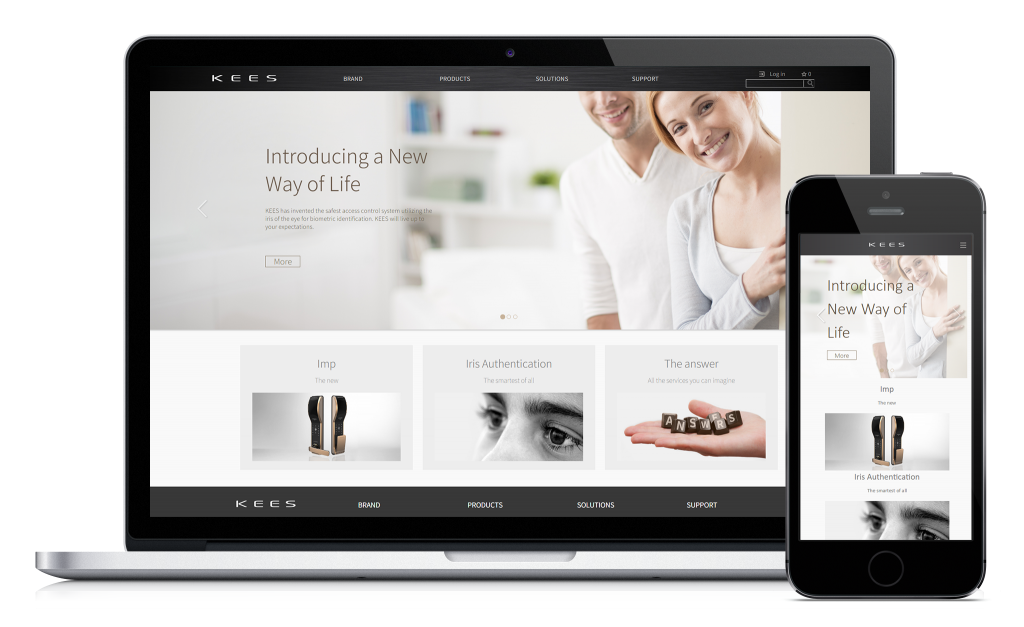 KEES
BRAND
PRODUCTS
SOLUTIONS
SUPPORT
Log in
0
Introducing a New
Way of Life
KEES has invented the safest access control system utilizing the
iris of the eye for biometric identification. KEES will live up to
your expectations.
More
Imp
The new
Iris Authentication
The smartest of all
The answer
All the services you can imagine
ANSWERS
KEES
BRAND
PRODUCTS
SOLUTIONS
SUPPORT
KEES
Introducing a
New Way of
Life
More
Imp
The new
Iris Authentication
The smartest of all